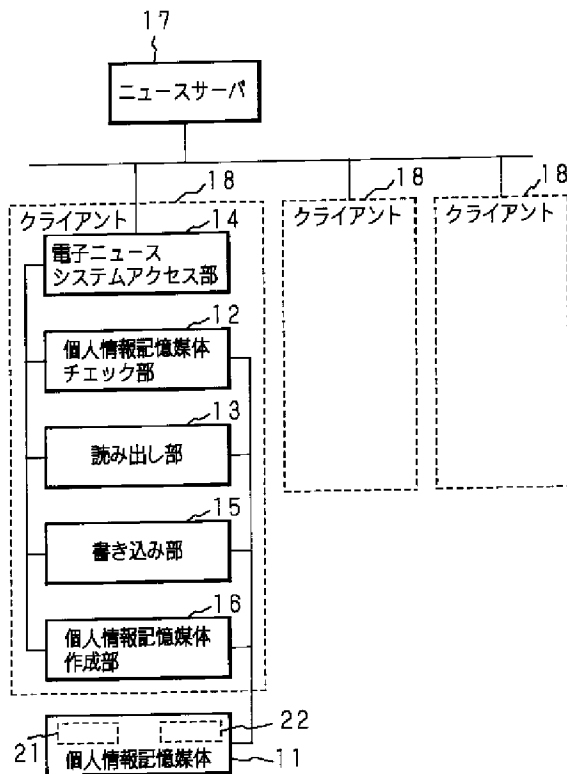 17
ニュースサーバ
18
18
18
クライアント
クライアント
クライアント
14
電子ニュース
システムアクセス部
12
個人情報記憶媒体
チェック部
13
読み出し部
15
書き込み部
16
個人情報記憶媒体
作成部
22
21
個人情報記憶媒体
11